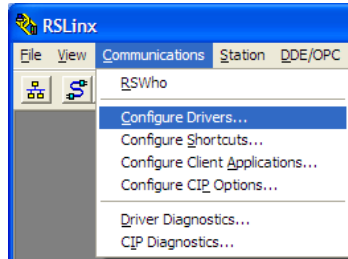 RSLinx
File View Communications Station DDE/OPC
RSWho
Configure Drivers...
Configure Shortcuts...
Configure Client Applications...
Configure CIP Options...
Driver Diagnostics...
CIP Diagnostics...